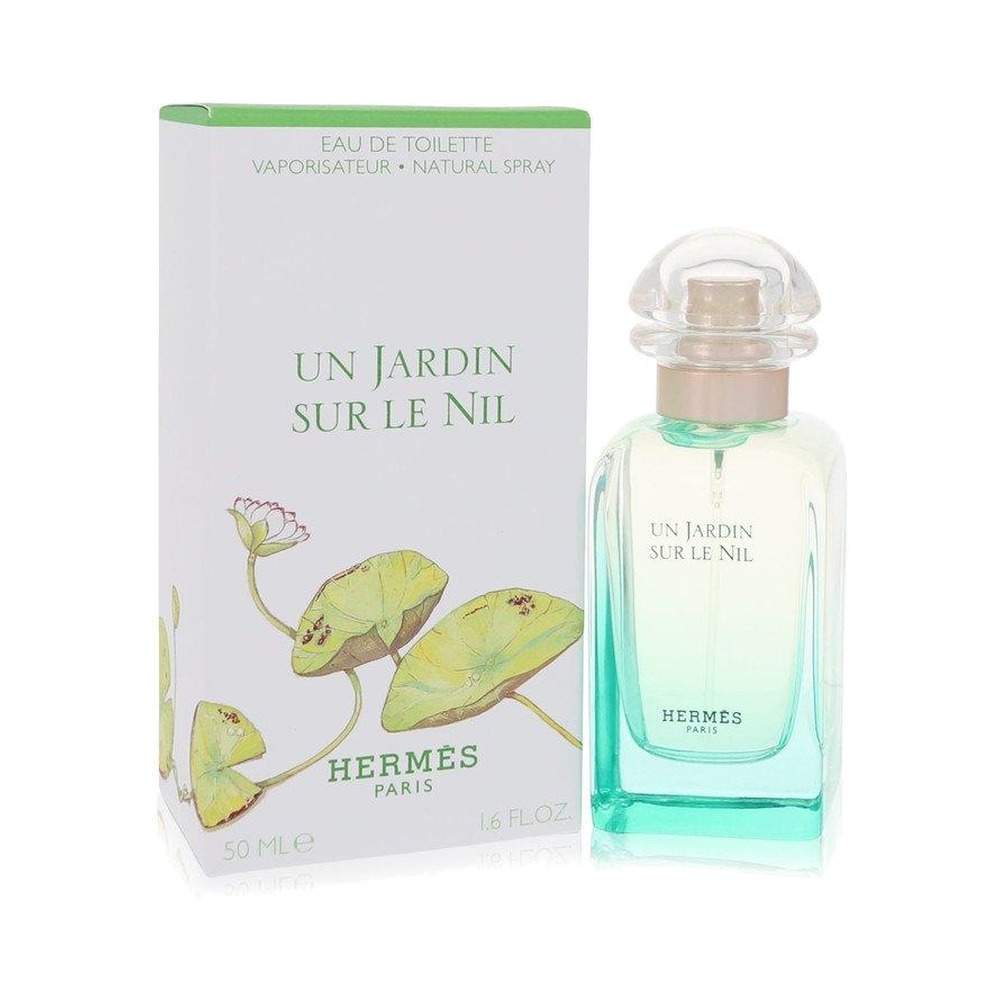 EAU DE TOILETTE
VAPORISATEUR • NATURAL SPRAY
UN JARDIN
SUR LE NIL
HERMÈS
PARIS
50 ML e
1.6 FL.OZ.
UN JARDIN
SUR LE NIL
HERMÈS
PARIS